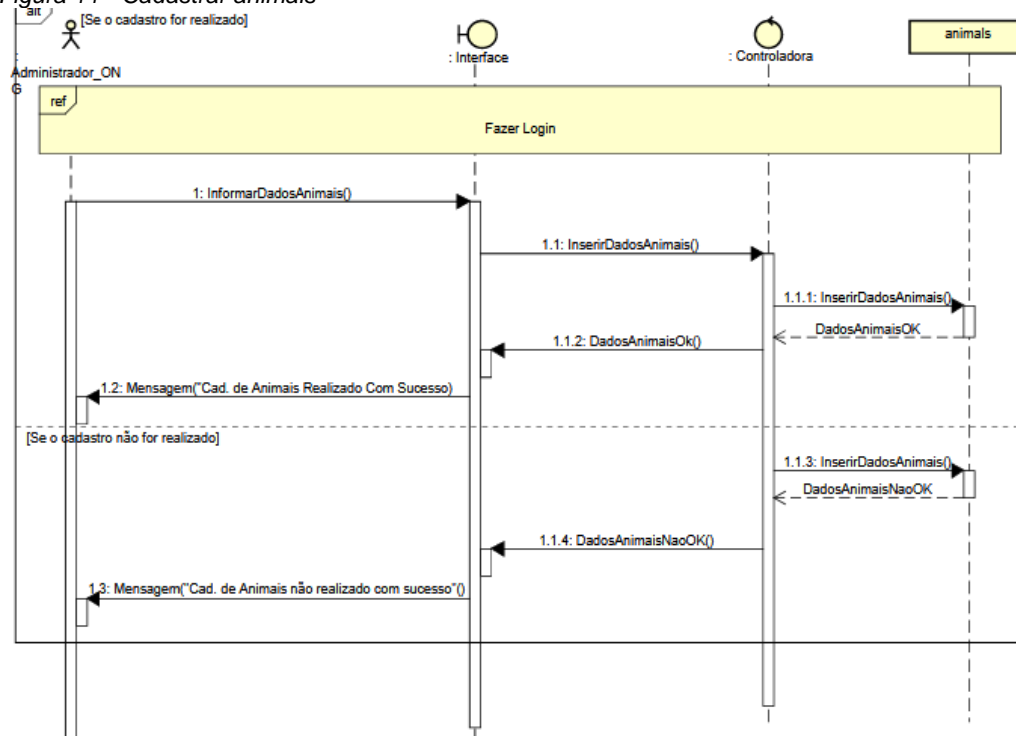 Cadastrar animais
alt
[Se o cadastro for realizado]
: Interface
: Controladora
animals
:
Administrador_ON
G
ref
Fazer Login
1: InformarDadosAnimais()
1.1: InserirDadosAnimais()
1.1.1: InserirDadosAnimais()
DadosAnimaisOK
1.1.2: DadosAnimaisOk()
1.2: Mensagem("Cad. de Animais Realizado Com Sucesso)
[Se o cadastro não for realizado]
1.1.3: InserirDadosAnimais()
DadosAnimaisNaoOK
1.1.4: DadosAnimaisNaoOK()
1.3: Mensagem("Cad. de Animais não realizado com sucesso"()